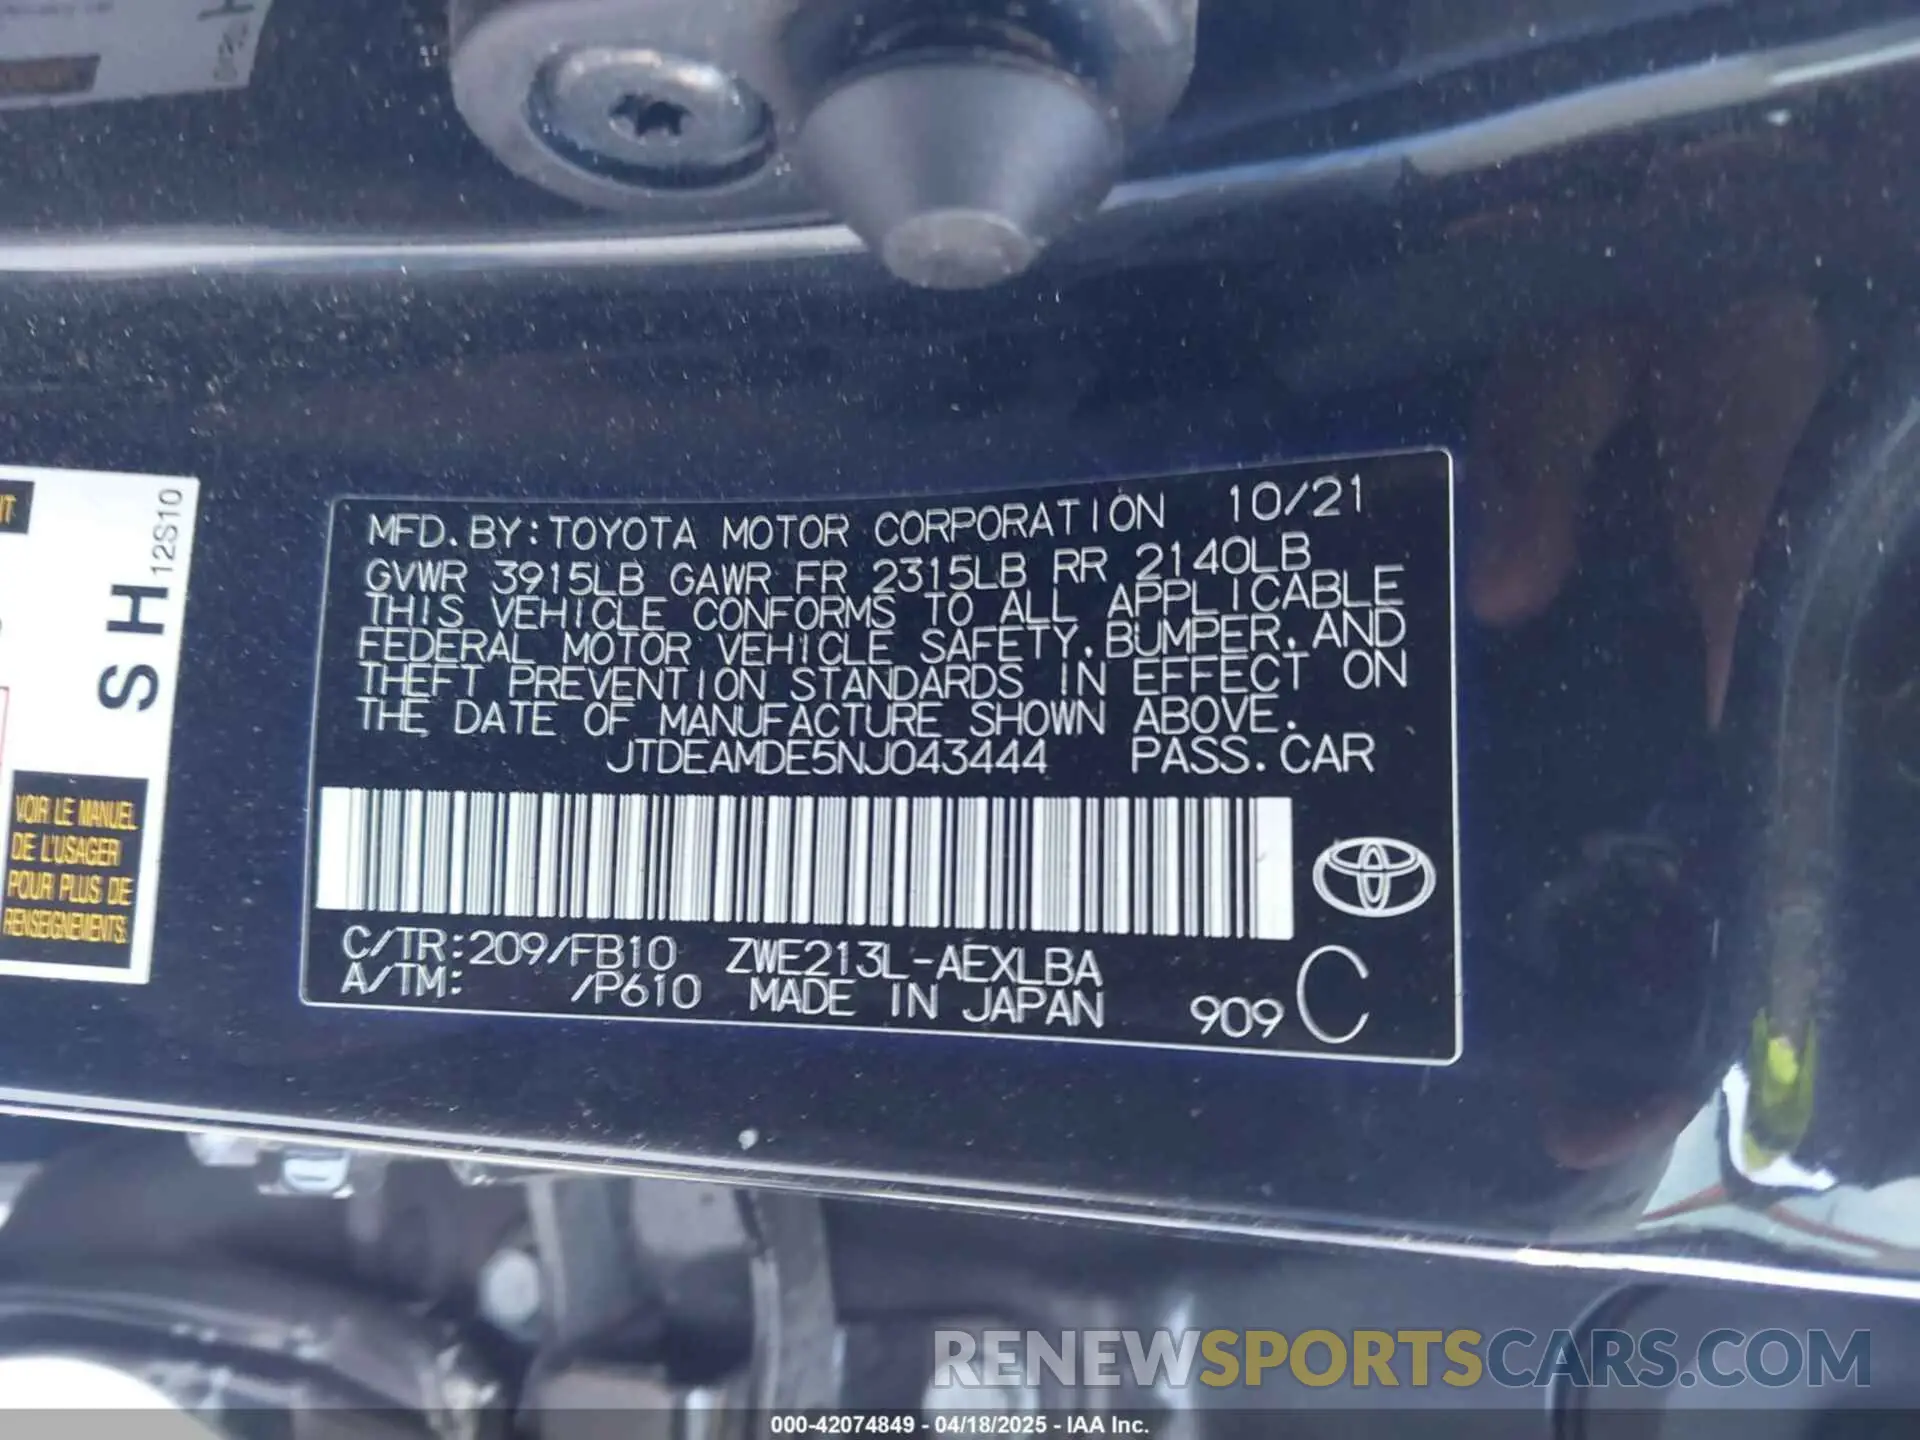 MFD. BY: TOYOTA MOTOR CORPORATION 10/21
GVWR 3915LB GAWR FR 2315LB RR 2140LB
THIS VEHICLE CONFORMS TO ALL APPLICABLE
FEDERAL MOTOR VEHICLE SAFETY, BUMPER, AND
THEFT PREVENTION STANDARDS IN EFFECT ON
THE DATE OF MANUFACTURE SHOWN ABOVE.
JTDEAMDE5NJ043444 PASS. CAR
C/TR: 209/FB10 ZWE213L-AEXLBA
A/TM: /P610 MADE IN JAPAN 909 C
SH 12S10
VOIR LE MANUEL
DE L'USAGER
POUR PLUS DE
RENSEIGNEMENTS.
RENEWSPORTSCARS.COM
000-42074849 - 04/18/2025 - IAA Inc.